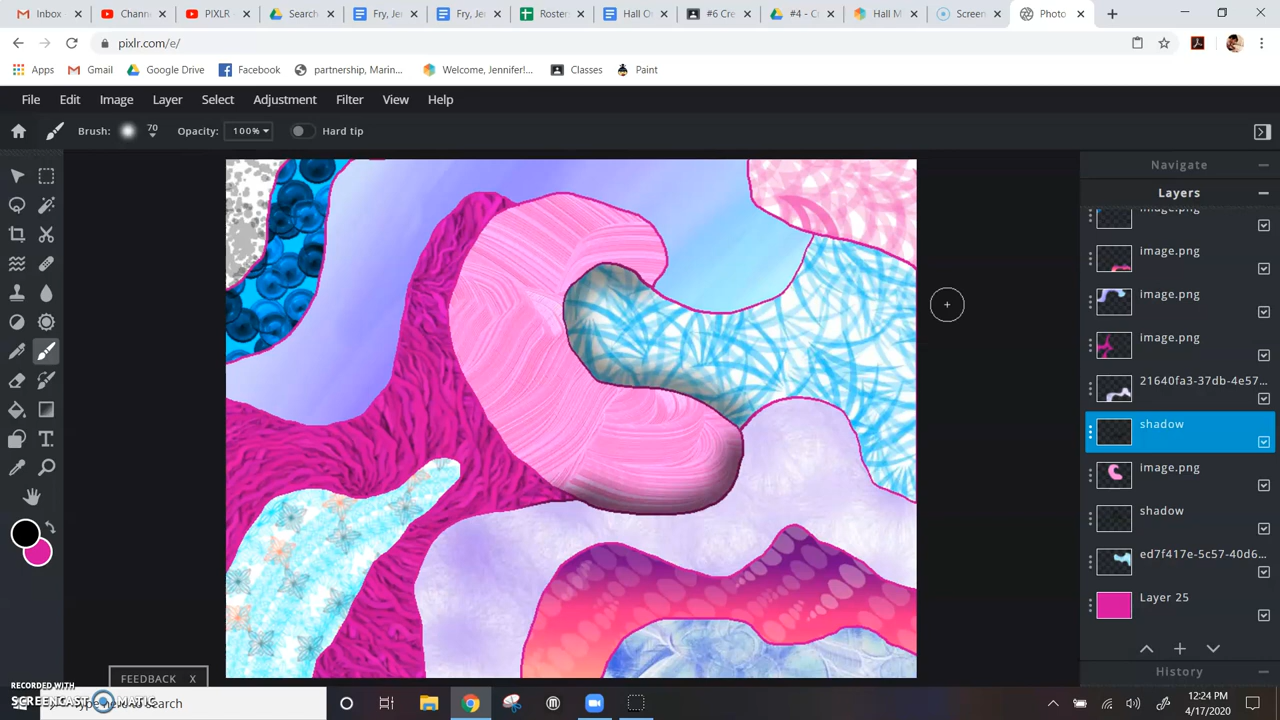 Inbox
Chann
PIXLR
Search
Fry, Je
Fry, Je
Roster
Hall O
#6 Cre
#4 - C
Hall M
Screen
Photo
pixlr.com/e/
Apps
Gmail
Google Drive
Facebook
partnership, Marin...
Welcome, Jennifer!...
Classes
Paint
File
Edit
Image
Layer
Select
Adjustment
Filter
View
Help
Brush:
70
Opacity:
100%
Hard tip
Navigate
Layers
image.png
image.png
image.png
image.png
21640fa3-37db-4e57...
shadow
image.png
shadow
ed7f417e-5c57-40d6...
Layer 25
History
FEEDBACK X
RECORDED WITH
SCREENCAST MATIC
search
12:24 PM
4/17/2020